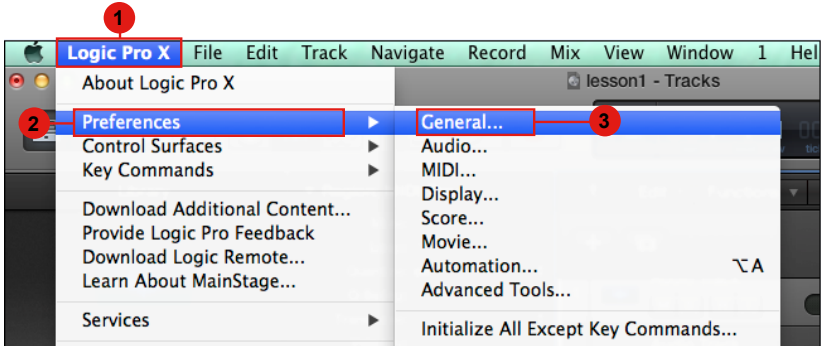 1
Logic Pro X File Edit Track Navigate Record Mix View Window 1 Hel
lesson1 - Tracks
About Logic Pro X
2
Preferences
Control Surfaces
Key Commands
Download Additional Content...
Provide Logic Pro Feedback
Download Logic Remote...
Learn About MainStage...
Services
General...
3
Audio...
MIDI...
Display...
Score...
Movie...
Automation... ⌥A
Advanced Tools...
Initialize All Except Key Commands...